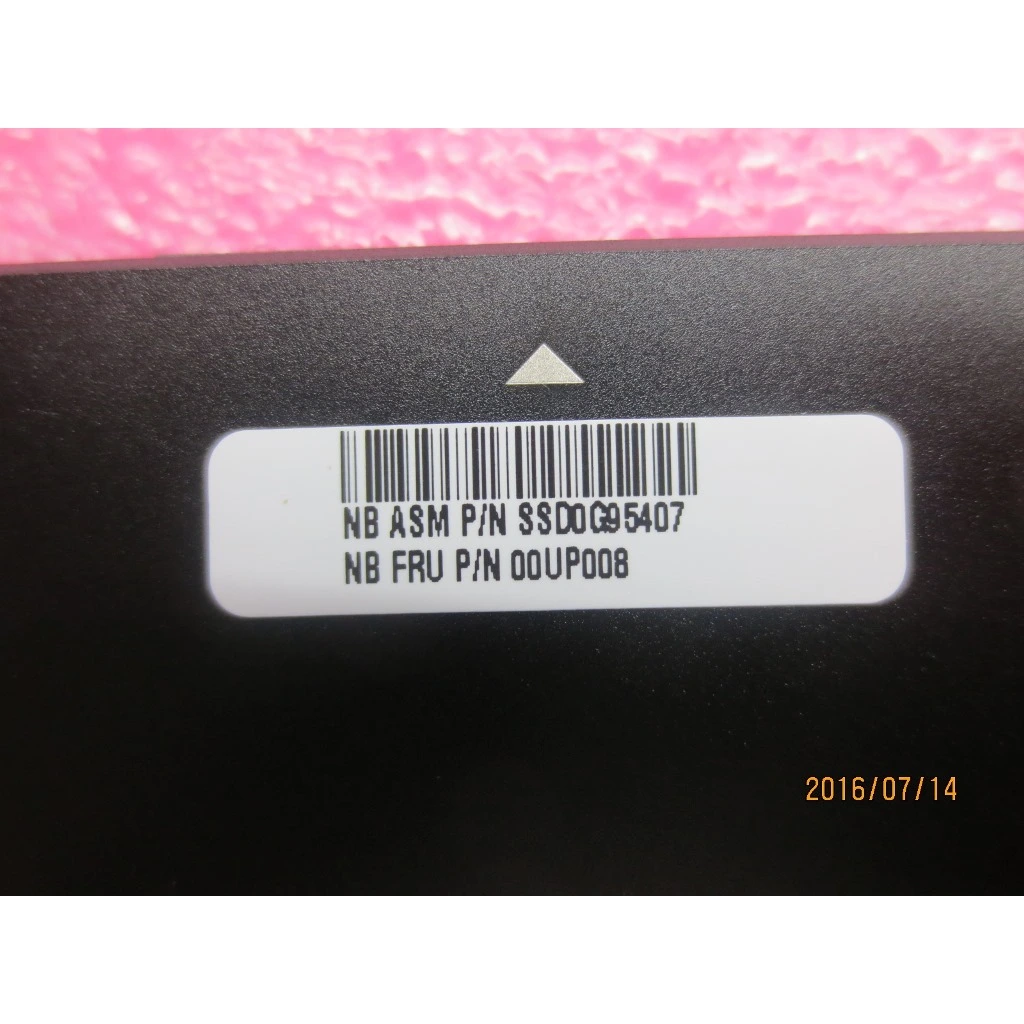 NB ASM P/N SSD0G95407
NB FRU P/N 00UP008
2016/07/14